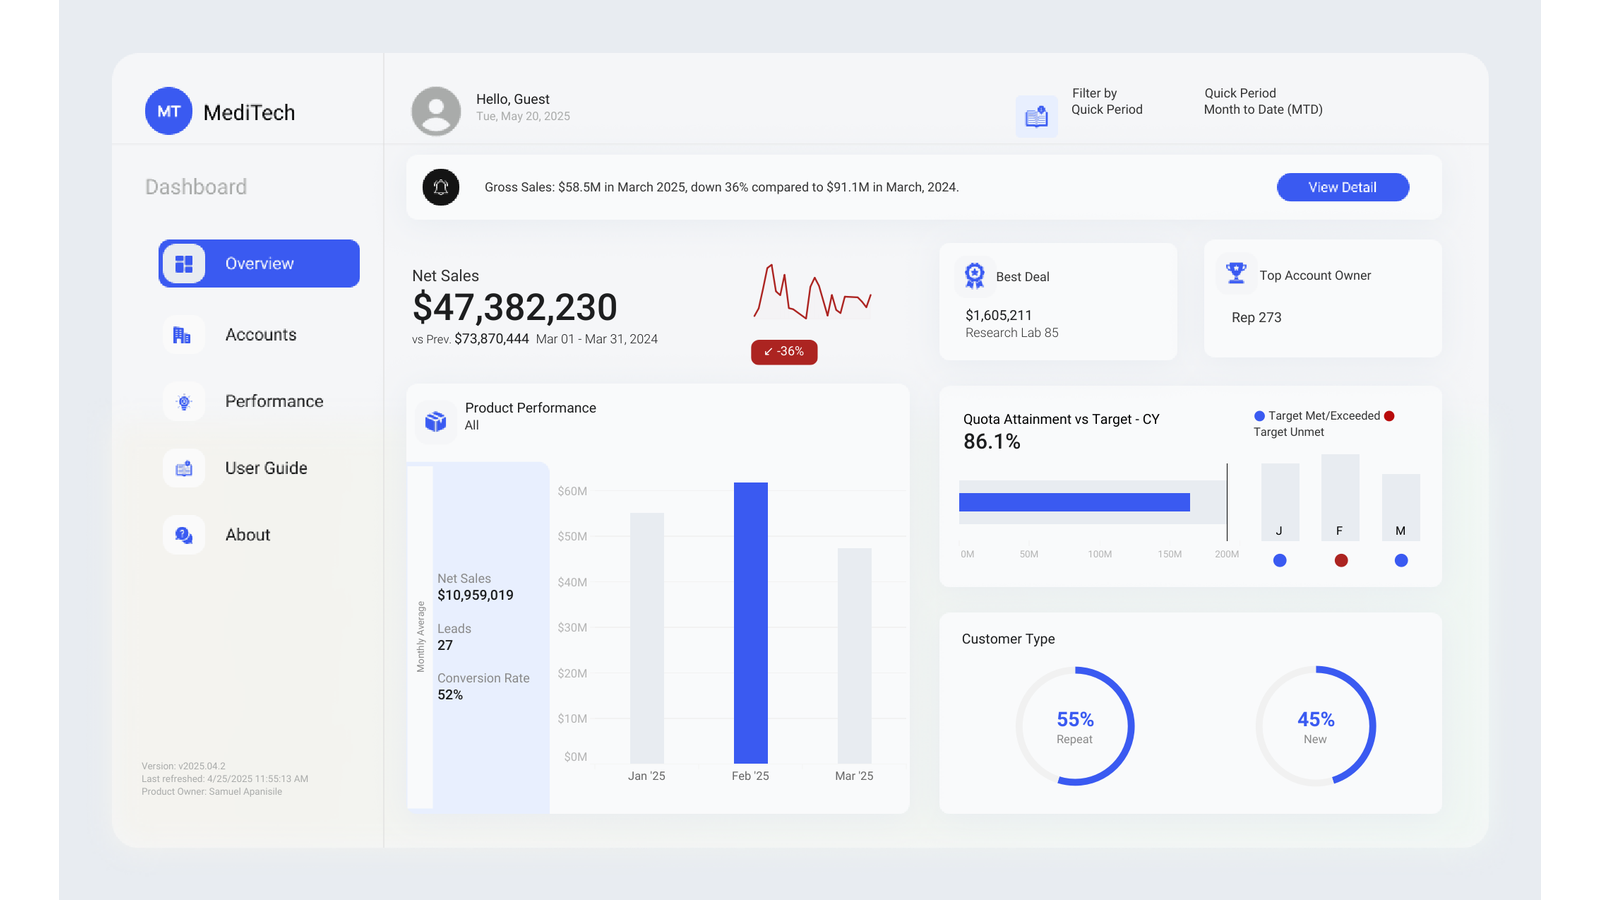 MT MediTech
Hello, Guest
Tue, May 20, 2025
Filter by
Quick Period
Quick Period
Month to Date (MTD)
Dashboard
Overview
Accounts
Performance
User Guide
About
Version: v2025.04.2
Last refreshed: 4/25/2025 11:55:13 AM
Product Owner: Samuel Apanisile
Gross Sales: $58.5M in March 2025, down 36% compared to $91.1M in March, 2024.
View Detail
Net Sales
$47,382,230
vs Prev. $73,870,444 Mar 01 - Mar 31, 2024
↙ -36%
Best Deal
$1,605,211
Research Lab 85
Top Account Owner
Rep 273
Product Performance
All
Monthly Average
Net Sales
$10,959,019
Leads
27
Conversion Rate
52%
$60M
$50M
$40M
$30M
$20M
$10M
$0M
Jan '25 Feb '25 Mar '25
Quota Attainment vs Target - CY
86.1%
0M 50M 100M 150M 200M
Target Met/Exceeded
Target Unmet
J F M
Customer Type
55%
Repeat
45%
New